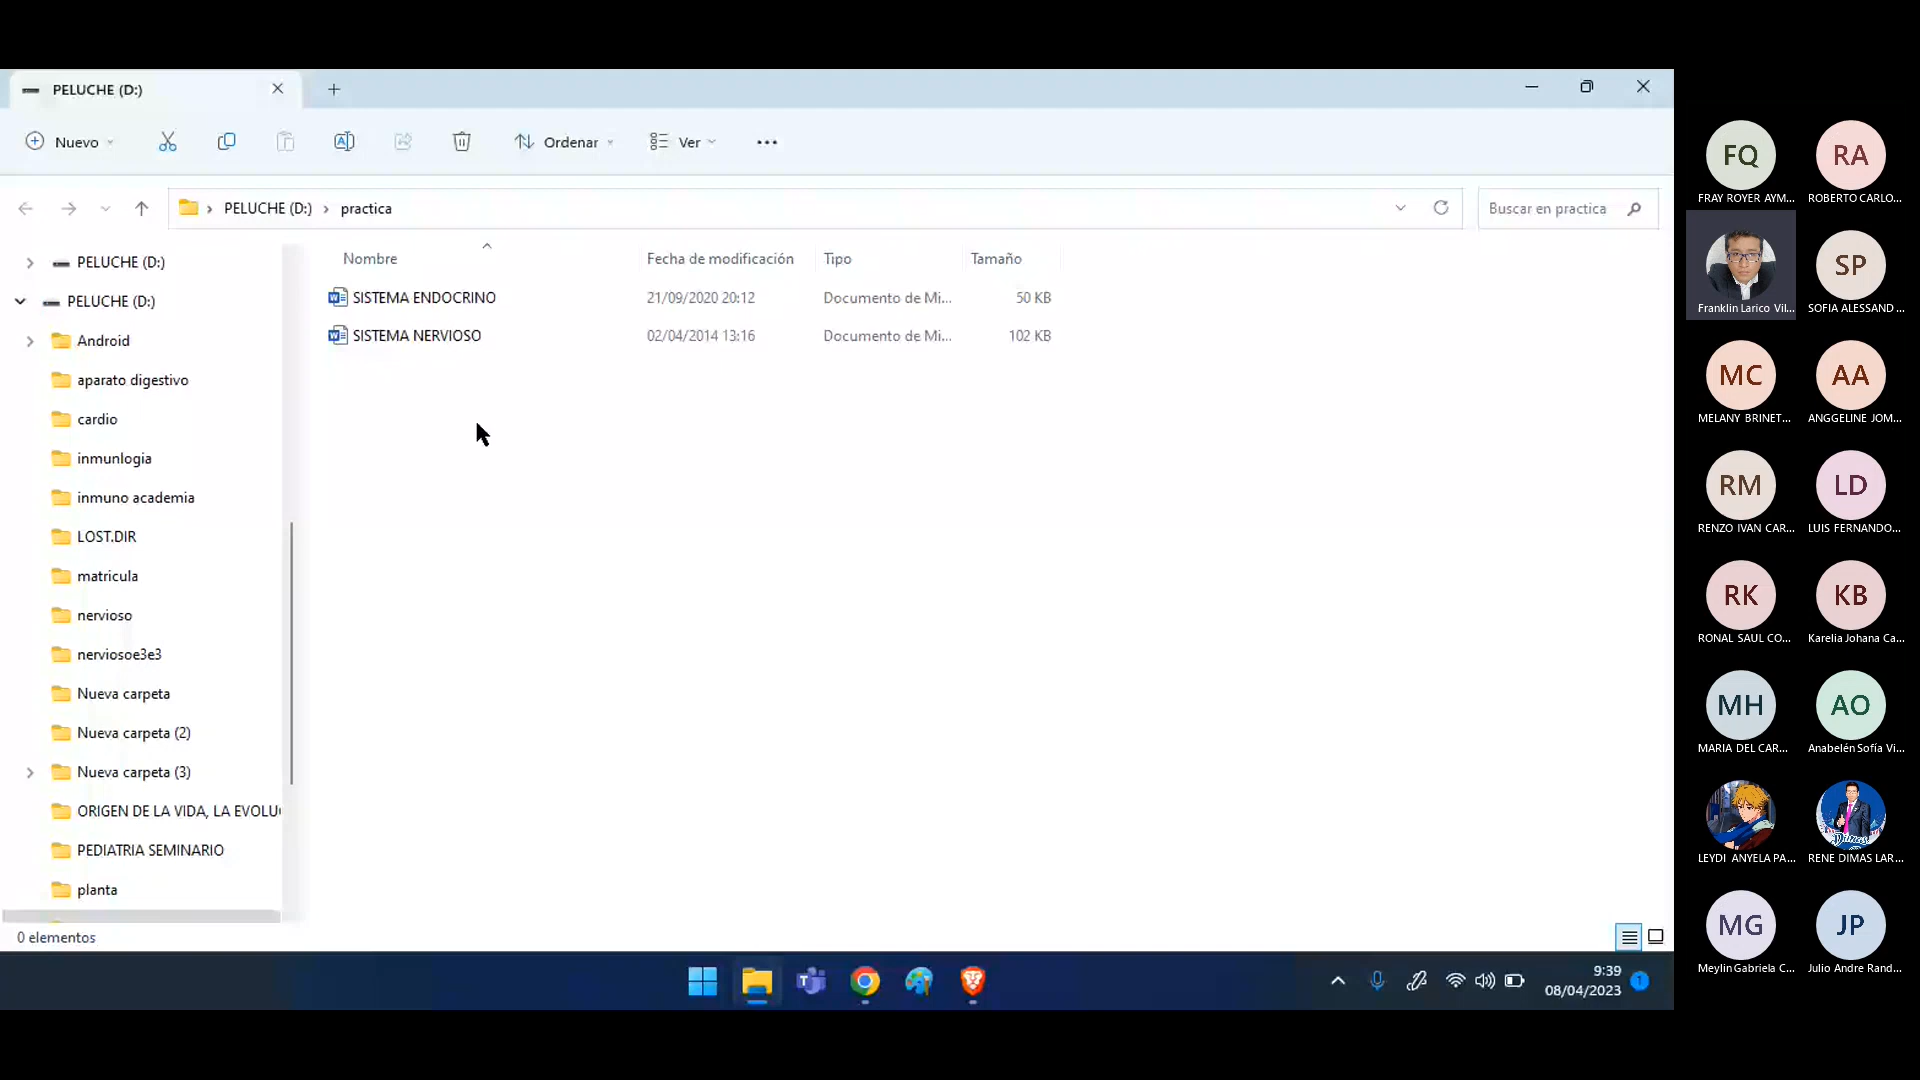 PELUCHE (D:)
Nuevo
Ordenar
Ver
PELUCHE (D:) > practica
Buscar en practica
Nombre Fecha de modificación Tipo Tamaño
SISTEMA ENDOCRINO 21/09/2020 20:12 Documento de Mi... 50 KB
SISTEMA NERVIOSO 02/04/2014 13:16 Documento de Mi... 102 KB
PELUCHE (D:)
PELUCHE (D:)
Android
aparato digestivo
cardio
inmunlogia
inmuno academia
LOST.DIR
matricula
nervioso
nerviosoe3e3
Nueva carpeta
Nueva carpeta (2)
Nueva carpeta (3)
ORIGEN DE LA VIDA, LA EVOLU
PEDIATRIA SEMINARIO
planta
0 elementos
9:39
08/04/2023
1
FQ RA
FRAY ROYER AYM... ROBERTO CARLO...
SP
Franklin Larico Vil... SOFIA ALESSAND ...
MC AA
MELANY BRINET... ANGGELINE JOM...
RM LD
RENZO IVAN CAR... LUIS FERNANDO...
RK KB
RONAL SAUL CO... Karelia Johana Ca...
MH AO
MARIA DEL CAR... Anabelén Sofía Vi...
Dimas
LEYDI ANYELA PA... RENE DIMAS LAR...
MG JP
Meylin Gabriela C... Julio Andre Rand...